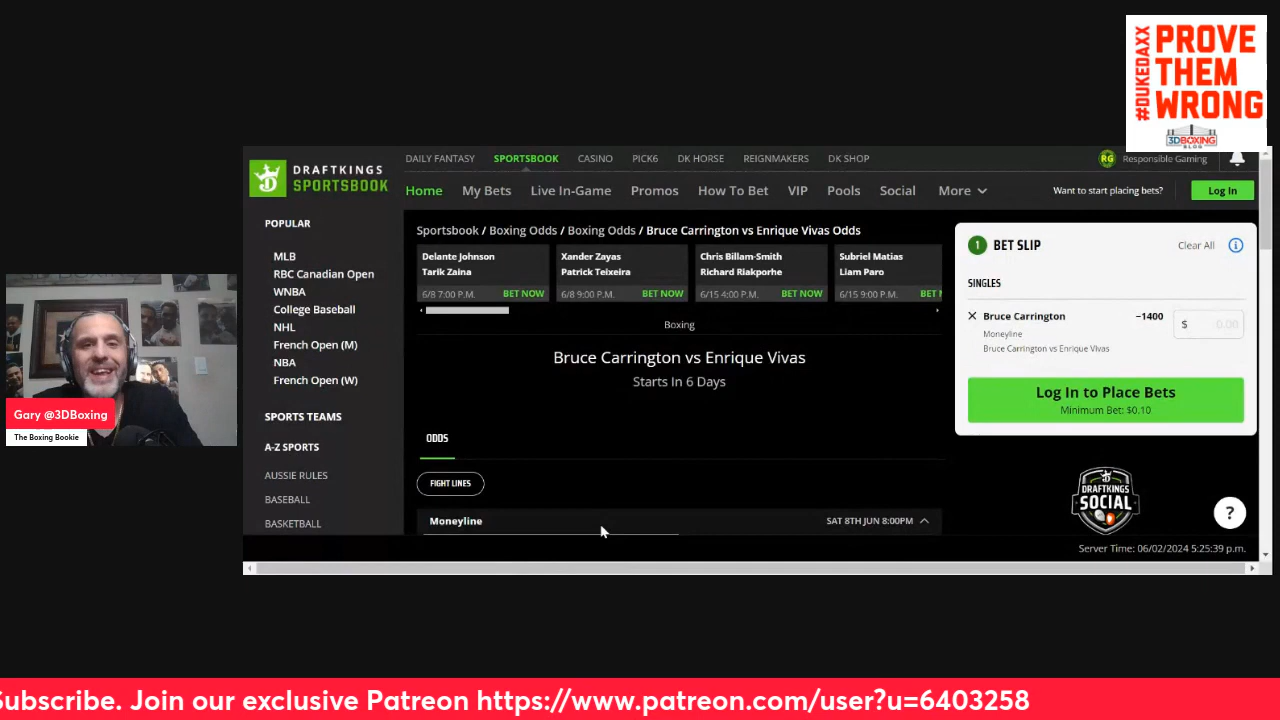 #DUKEDAXX
PROVE
THEM
WRONG
3DBOXING
BLOG
DRAFTKINGS
SPORTSBOOK
DAILY FANTASY
SPORTSBOOK
CASINO
PICK6
DK HORSE
REIGNMAKERS
DK SHOP
RG
Responsible Gaming
Home
My Bets
Live In-Game
Promos
How To Bet
VIP
Pools
Social
More
Want to start placing bets?
Log In
POPULAR
MLB
RBC Canadian Open
WNBA
College Baseball
NHL
French Open (M)
NBA
French Open (W)
SPORTS TEAMS
A-Z SPORTS
AUSSIE RULES
BASEBALL
BASKETBALL
Sportsbook / Boxing Odds / Boxing Odds / Bruce Carrington vs Enrique Vivas Odds
Delante Johnson
Tarik Zaina
6/8 7:00 P.M. BET NOW
Xander Zayas
Patrick Teixeira
6/8 9:00 P.M. BET NOW
Chris Billam-Smith
Richard Riakporhe
6/15 4:00 P.M. BET NOW
Subriel Matias
Liam Paro
6/15 9:00 P.M. BET N
Boxing
Bruce Carrington vs Enrique Vivas
Starts In 6 Days
ODDS
FIGHT LINES
Moneyline
SAT 8TH JUN 8:00PM
1 BET SLIP
Clear All
SINGLES
Bruce Carrington −1400
$ 0.00
Moneyline
Bruce Carrington vs Enrique Vivas
Log In to Place Bets
Minimum Bet: $0.10
DRAFTKINGS
SOCIAL
?
Server Time: 06/02/2024 5:25:39 p.m.
Gary @3DBoxing
The Boxing Bookie
Subscribe. Join our exclusive Patreon https://www.patreon.com/user?u=6403258